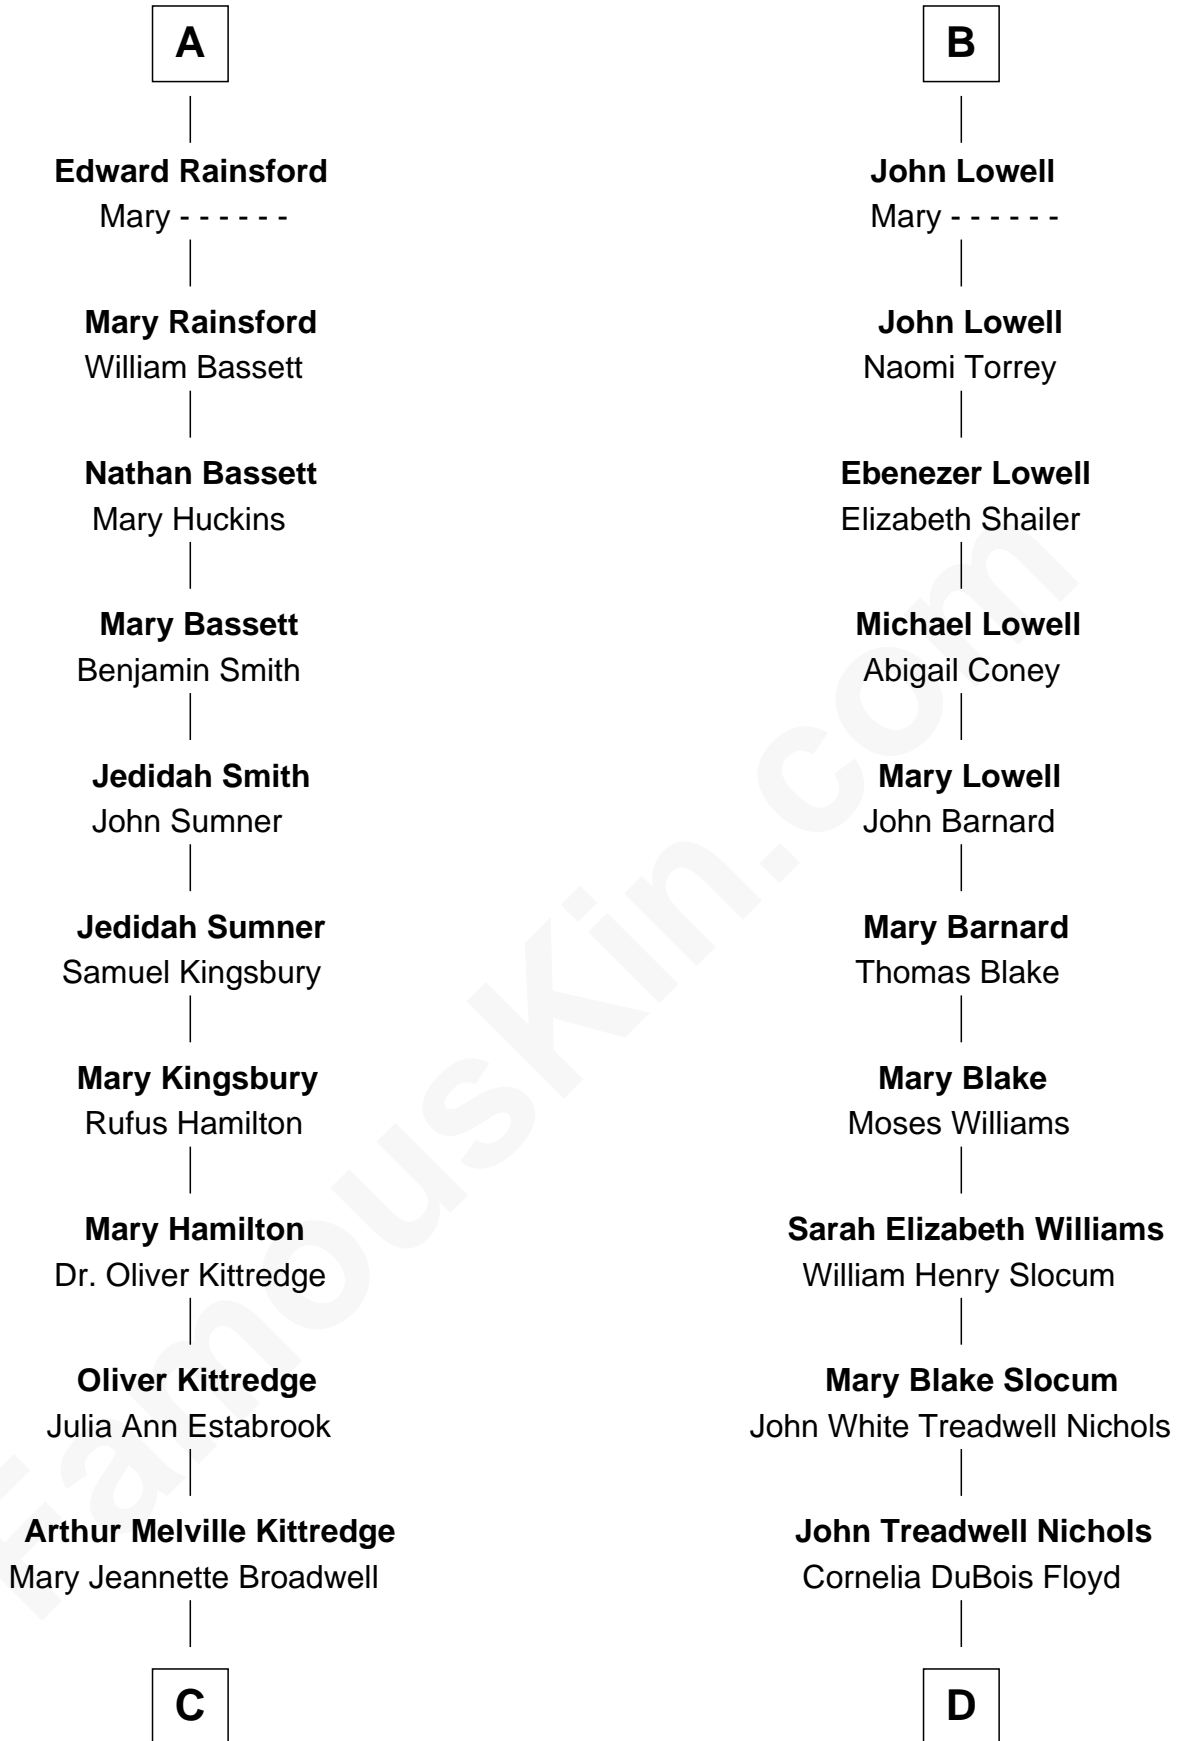 A
Edward Rainsford
Mary - - - - - -
Mary Rainsford
William Bassett
Nathan Bassett
Mary Huckins
Mary Bassett
Benjamin Smith
Jedidah Smith
John Sumner
Jedidah Sumner
Samuel Kingsbury
Mary Kingsbury
Rufus Hamilton
Mary Hamilton
Dr. Oliver Kittredge
Oliver Kittredge
Julia Ann Estabrook
Arthur Melville Kittredge
Mary Jeannette Broadwell
C
B
John Lowell
Mary - - - - - -
John Lowell
Naomi Torrey
Ebenezer Lowell
Elizabeth Shailer
Michael Lowell
Abigail Coney
Mary Lowell
John Barnard
Mary Barnard
Thomas Blake
Mary Blake
Moses Williams
Sarah Elizabeth Williams
William Henry Slocum
Mary Blake Slocum
John White Treadwell Nichols
John Treadwell Nichols
Cornelia DuBois Floyd
D
FamousKin.com